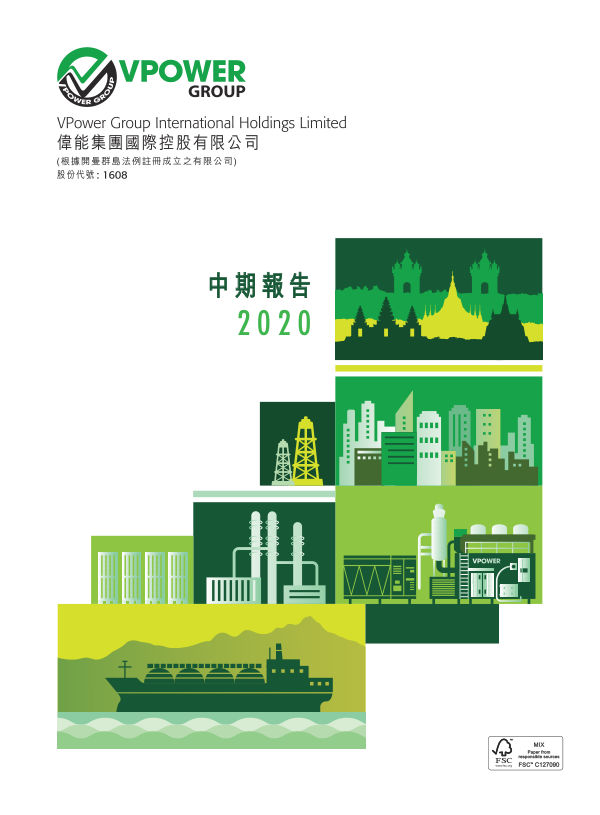 VPOWER
GROUP
VPOWER GROUP
VPower Group International Holdings Limited
偉能集團國際控股有限公司
(根據開曼群島法例註冊成立之有限公司)
股份代號：1608
中期報告
2020
VPOWER
MIX
Paper from
responsible sources
FSC® C127090
FSC
www.fsc.org